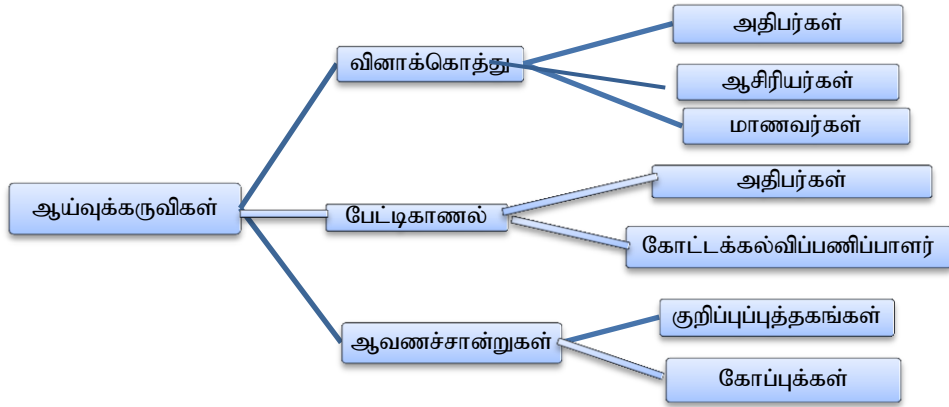 அதிபர்கள்
வினாக்கொத்து
ஆசிரியர்கள்
மாணவர்கள்
ஆய்வுக்கருவிகள்
அதிபர்கள்
பேட்டிகாணல்
கோட்டக்கல்விப்பணிப்பாளர்
ஆவணச்சான்றுகள்
குறிப்புப்புத்தகங்கள்
கோப்புக்கள்